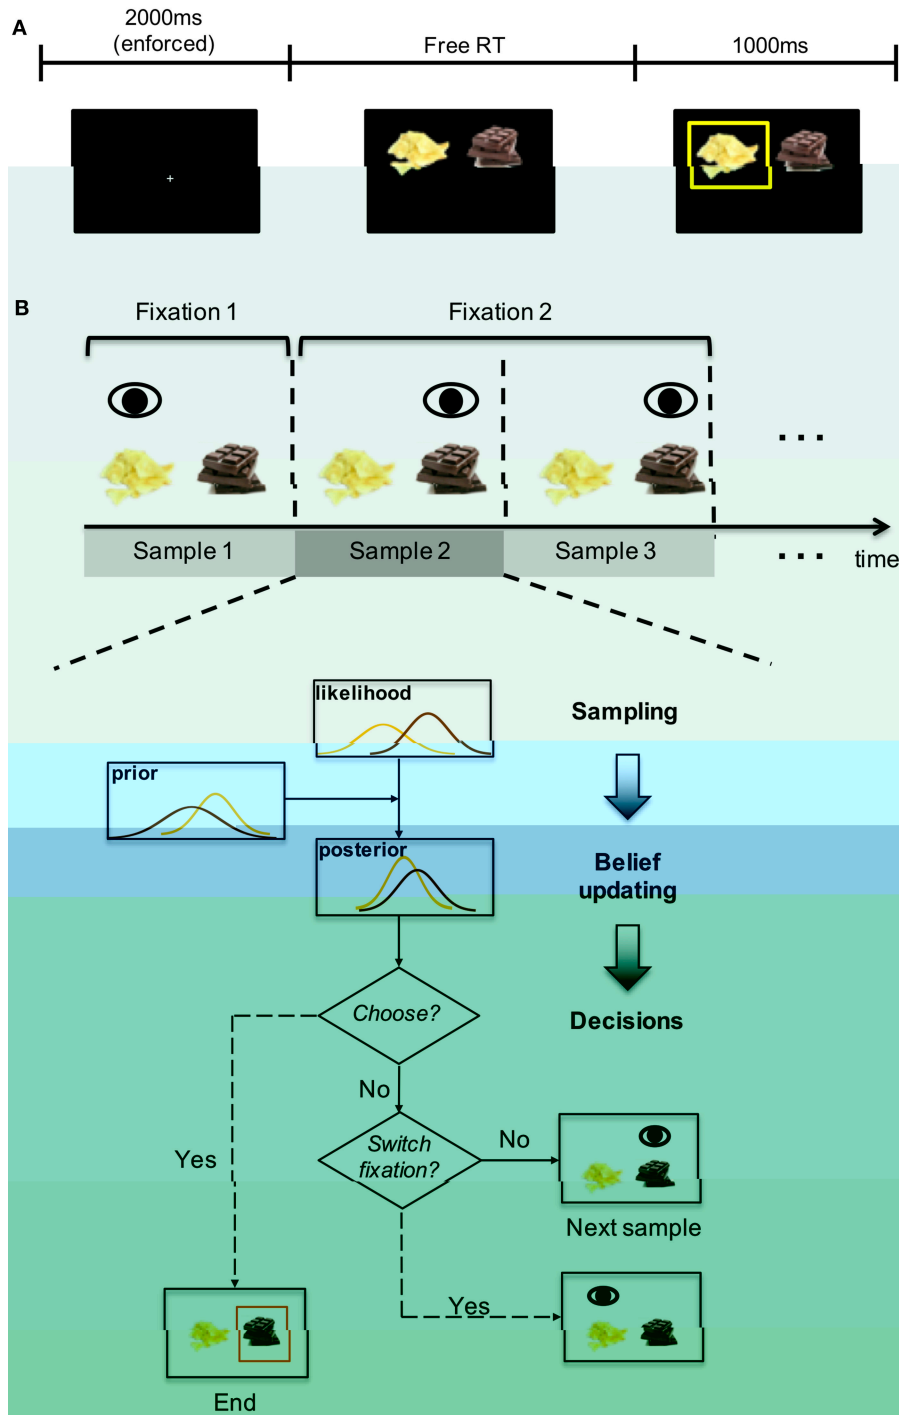 A
2000ms
(enforced)
Free RT
1000ms
B
Fixation 1
Fixation 2
...
Sample 1
Sample 2
Sample 3
...
time
likelihood
Sampling
prior
posterior
Belief
updating
Choose?
Decisions
No
Switch
fixation?
No
Yes
Next sample
Yes
End